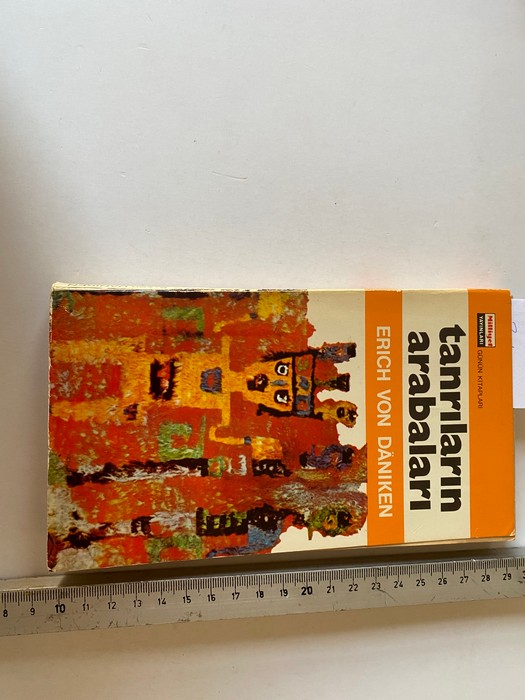 Milliyet
YAYINLARI
GÜNÜN KİTAPLARI
tanrıların
arabaları
ERICH VON DÄNIKEN
8 9 10 11 12 13 14 15 16 17 18 19 20 21 22 23 24 25 26 27 28 29